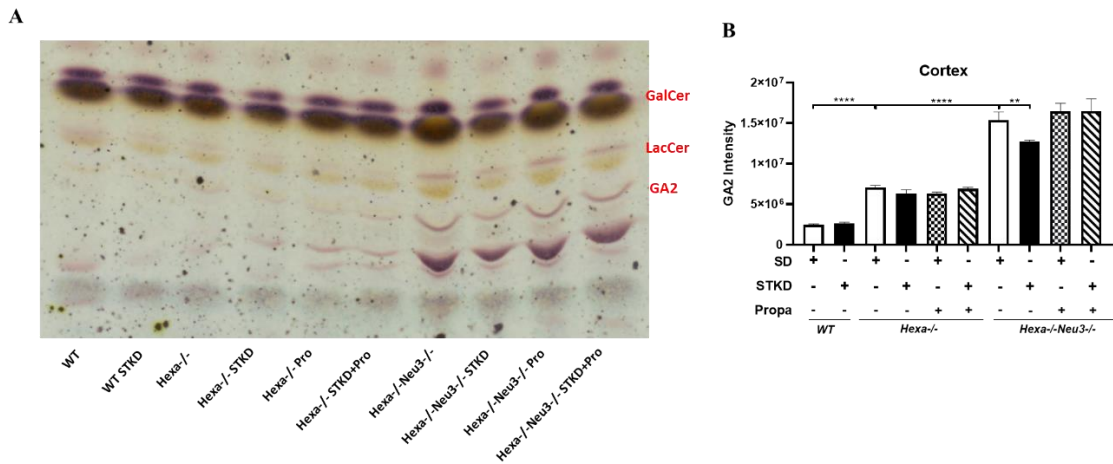 A
GalCer
LacCer
GA2
WT
WT STKD
Hexa-/-
Hexa-/- STKD
Hexa-/- Pro
Hexa-/- STKD+Pro
Hexa-/-Neu3-/-
Hexa-/-Neu3-/- STKD
Hexa-/-Neu3-/- Pro
Hexa-/-Neu3-/- STKD+Pro
B
Cortex
GA2 Intensity
2×10⁷
1.5×10⁷
1×10⁷
5×10⁶
0
**** **** **
SD + - + - + - + - + -
STKD - + - + - + - + - +
Propa - - - - + + - - + +
WT Hexa-/- Hexa-/-Neu3-/-